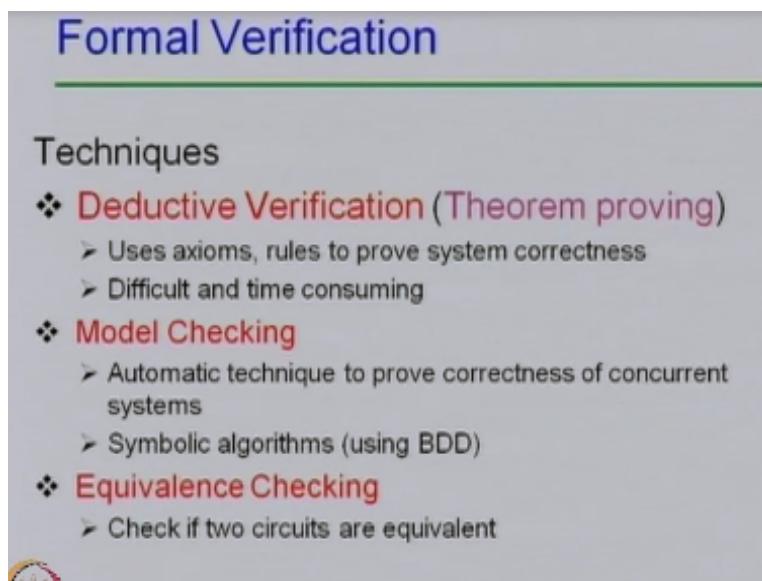 Formal Verification
Techniques
❖ Deductive Verification (Theorem proving)
➢ Uses axioms, rules to prove system correctness
➢ Difficult and time consuming
❖ Model Checking
➢ Automatic technique to prove correctness of concurrent
systems
➢ Symbolic algorithms (using BDD)
❖ Equivalence Checking
➢ Check if two circuits are equivalent